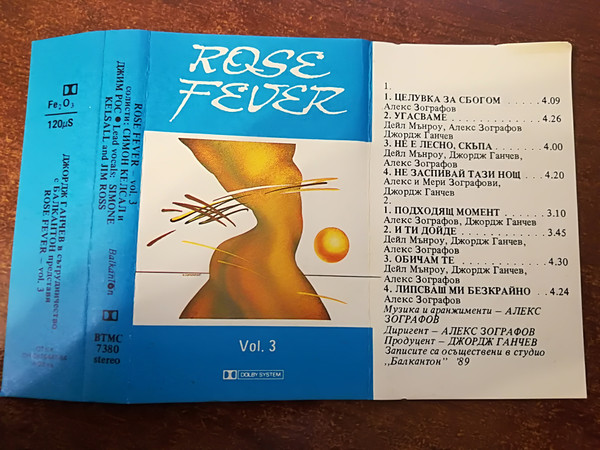 Fe₂O₃
120µS
ДЖОРДЖ ГАНЧЕВ в сътрудничество
с БАЛКАНТОН представя
ROSE FEVER – vol. 3
ROSE FEVER – vol. 3
солисти: СИМОН КЕЛСАЛ и
ДЖИМ РОС ● Lead vocals: SIMONE
KELSALL and JIM ROSS
Balkanton
BTMC
7380
stereo
ROSE
FEVER
Vol. 3
DOLBY SYSTEM
1.
1. ЦЕЛУВКА ЗА СБОГОМ . . . . . 4.09
Алекс Зографов
2. УГАСВАМЕ . . . . . . . . . . . . 4.26
Дейл Мънроу, Алекс Зографов
Джордж Ганчев
3. НЕ Е ЛЕСНО, СКЪПА . . . . . . 4.00
Дейл Мънроу, Джордж Ганчев,
Алекс Зографов
4. НЕ ЗАСПИВАЙ ТАЗИ НОЩ . . 4.20
Алекс и Мери Зографови,
Джордж Ганчев
2.
1. ПОДХОДЯЩ МОМЕНТ . . . . . . . 3.10
Алекс Зографов, Джордж Ганчев
2. И ТИ ДОЙДЕ . . . . . . . . . . . . 3.45
Дейл Мънроу, Джордж Ганчев,
Алекс Зографов
3. ОБИЧАМ ТЕ . . . . . . . . . . . . 4.30
Дейл Мънроу, Джордж Ганчев,
Алекс Зографов
4. ЛИПСВАШ МИ БЕЗКРАЙНО . . 4.24
Алекс Зографов
Музика и аранжименти – АЛЕКС
ЗОГРАФОВ
Диригент – АЛЕКС ЗОГРАФОВ
Продуцент – ДЖОРДЖ ГАНЧЕВ
Записите са осъществени в студио
„Балкантон" '89